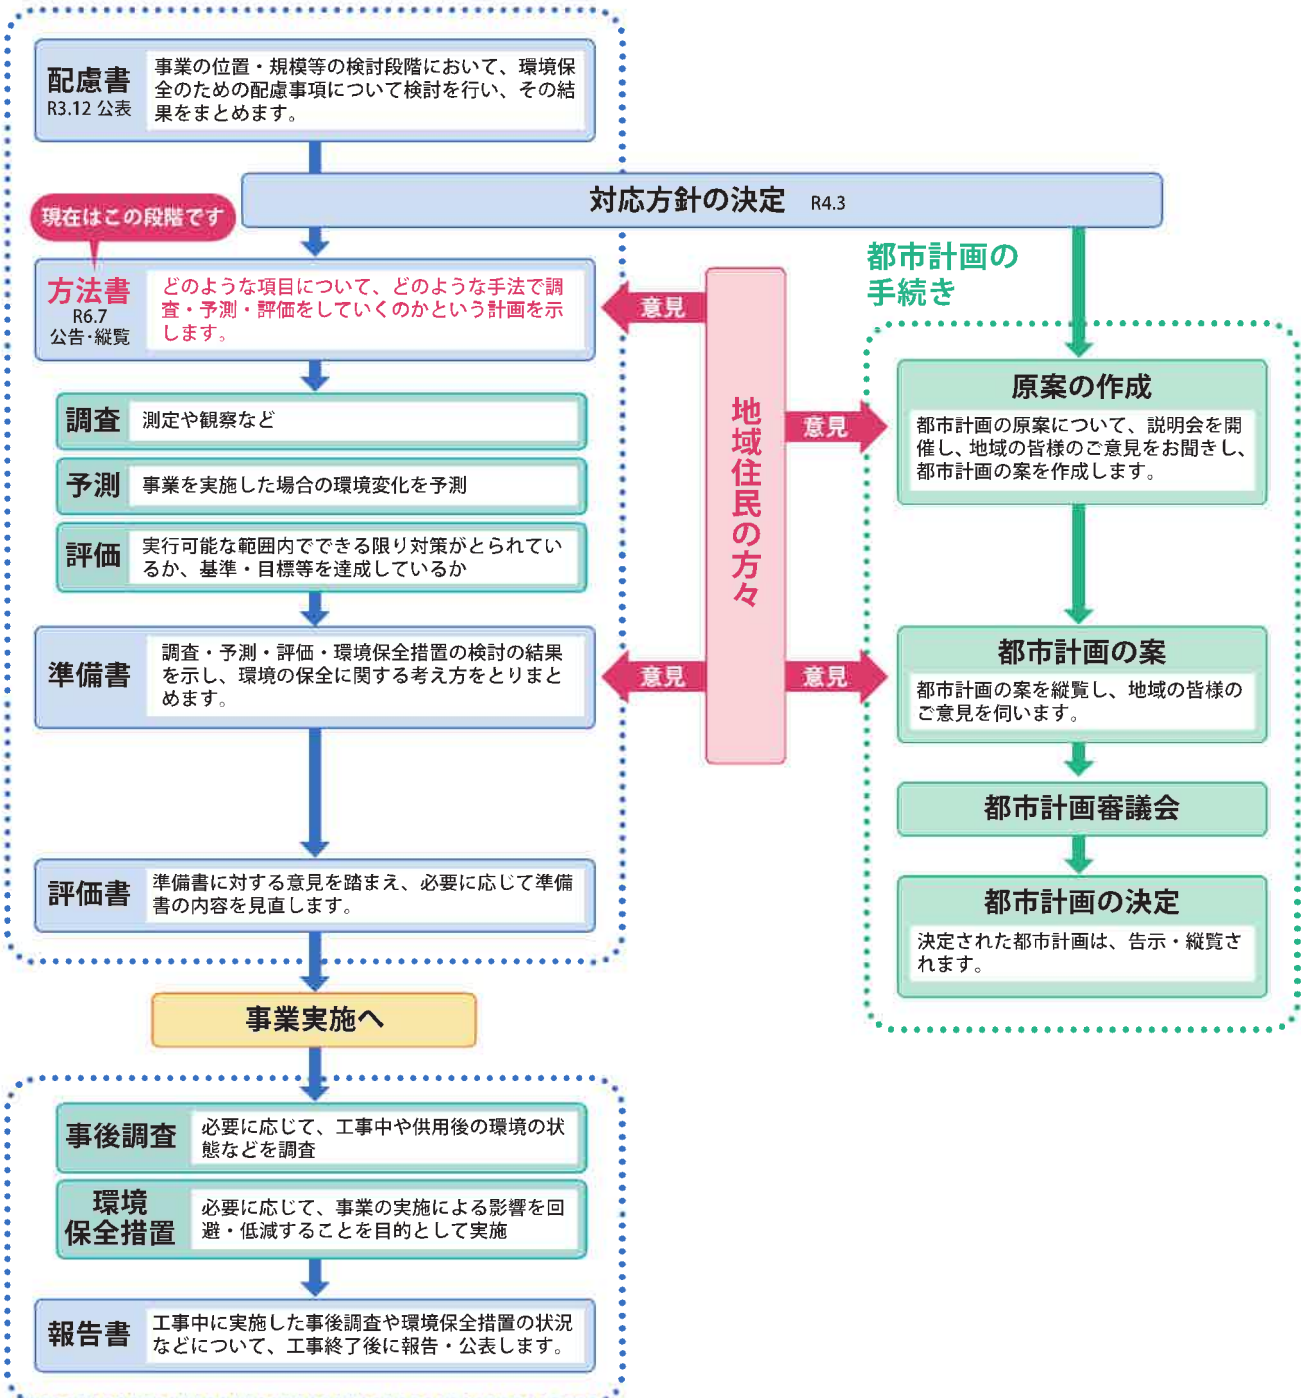 配慮書
R3.12 公表
事業の位置・規模等の検討段階において、環境保
全のための配慮事項について検討を行い、その結
果をまとめます。
対応方針の決定 R4.3
現在はこの段階です
方法書
R6.7
公告・縦覧
どのような項目について、どのような手法で調
査・予測・評価をしていくのかという計画を示
します。
調査
測定や観察など
予測
事業を実施した場合の環境変化を予測
評価
実行可能な範囲内でできる限り対策がとられてい
るか、基準・目標等を達成しているか
準備書
調査・予測・評価・環境保全措置の検討の結果
を示し、環境の保全に関する考え方をとりまと
めます。
評価書
準備書に対する意見を踏まえ、必要に応じて準備
書の内容を見直します。
事業実施へ
事後調査
必要に応じて、工事中や供用後の環境の状
態などを調査
環境
保全措置
必要に応じて、事業の実施による影響を回
避・低減することを目的として実施
報告書
工事中に実施した事後調査や環境保全措置の状況
などについて、工事終了後に報告・公表します。
意見
意見
地域住民の方々
意見
意見
都市計画の
手続き
原案の作成
都市計画の原案について、説明会を開
催し、地域の皆様のご意見をお聞きし、
都市計画の案を作成します。
都市計画の案
都市計画の案を縦覧し、地域の皆様の
ご意見を伺います。
都市計画審議会
都市計画の決定
決定された都市計画は、告示・縦覧さ
れます。